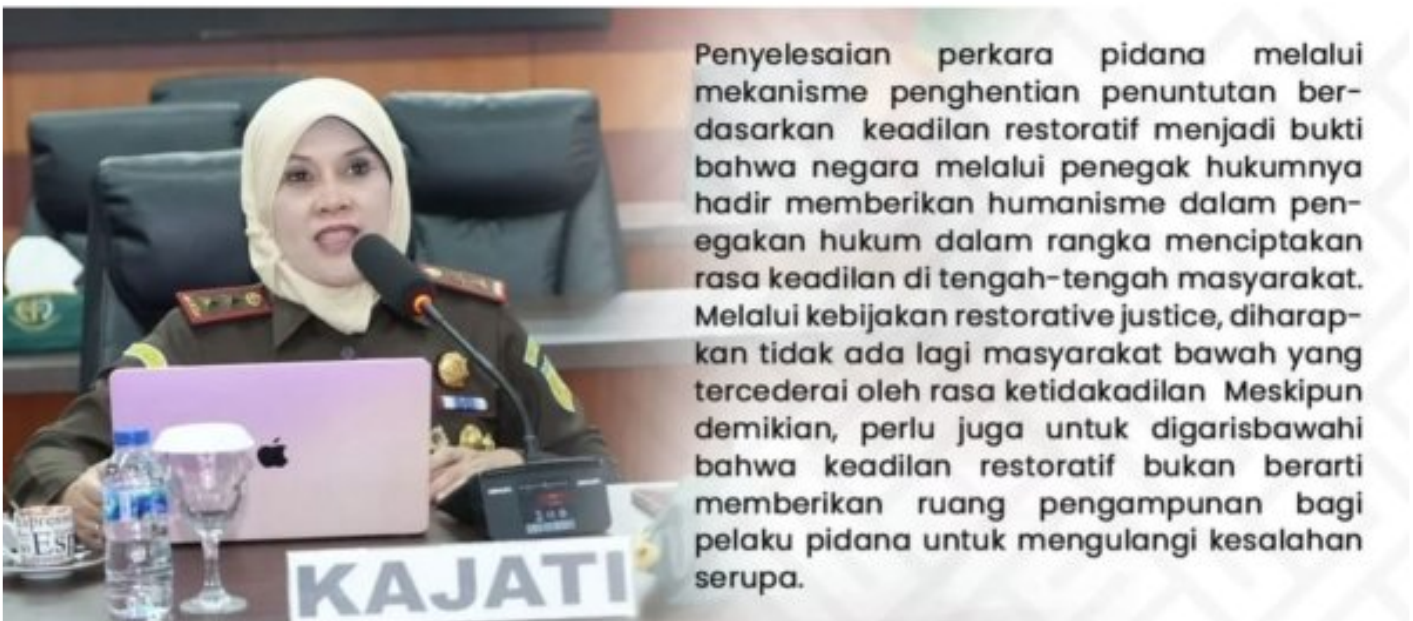 Penyelesaian perkara pidana melalui
mekanisme penghentian penuntutan ber-
dasarkan keadilan restoratif menjadi bukti
bahwa negara melalui penegak hukumnya
hadir memberikan humanisme dalam pen-
egakan hukum dalam rangka menciptakan
rasa keadilan di tengah-tengah masyarakat.
Melalui kebijakan restorative justice, diharap-
kan tidak ada lagi masyarakat bawah yang
tercederai oleh rasa ketidakadilan Meskipun
demikian, perlu juga untuk digarisbawahi
bahwa keadilan restoratif bukan berarti
memberikan ruang pengampunan bagi
pelaku pidana untuk mengulangi kesalahan
serupa.
KAJATI